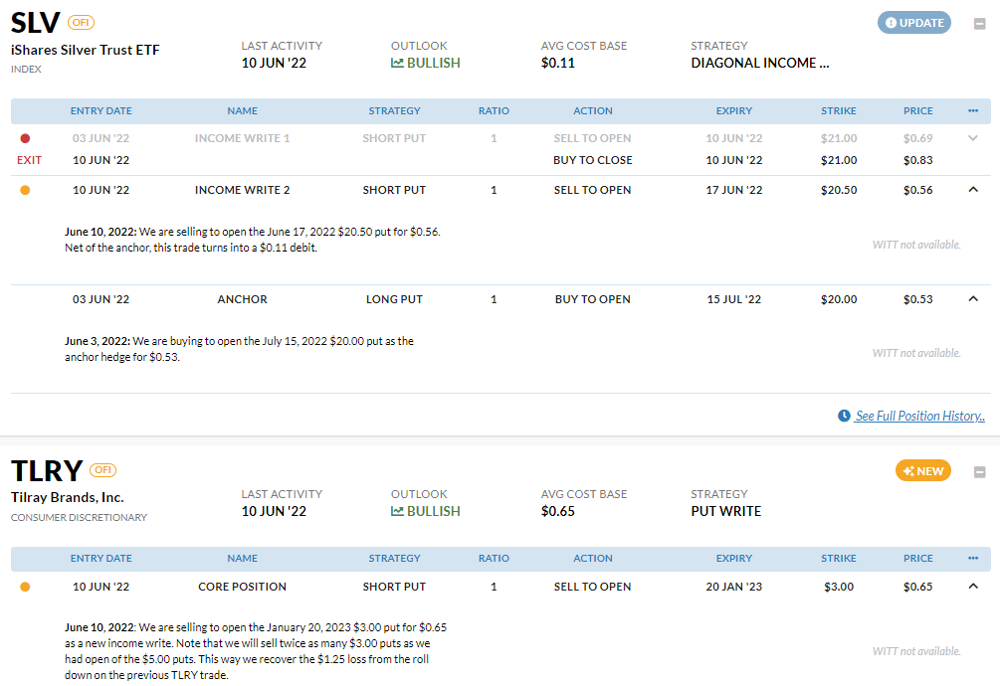 SLV OFI UPDATE
iShares Silver Trust ETF
INDEX
LAST ACTIVITY OUTLOOK AVG COST BASE STRATEGY
10 JUN '22 BULLISH $0.11 DIAGONAL INCOME ...
ENTRY DATE NAME STRATEGY RATIO ACTION EXPIRY STRIKE PRICE ...
03 JUN '22 INCOME WRITE 1 SHORT PUT 1 SELL TO OPEN 10 JUN '22 $21.00 $0.69
EXIT 10 JUN '22 BUY TO CLOSE 10 JUN '22 $21.00 $0.83
10 JUN '22 INCOME WRITE 2 SHORT PUT 1 SELL TO OPEN 17 JUN '22 $20.50 $0.56
June 10, 2022: We are selling to open the June 17, 2022 $20.50 put for $0.56.
Net of the anchor, this trade turns into a $0.11 debit.
WITT not available.
03 JUN '22 ANCHOR LONG PUT 1 BUY TO OPEN 15 JUL '22 $20.00 $0.53
June 3, 2022: We are buying to open the July 15, 2022 $20.00 put as the
anchor hedge for $0.53.
WITT not available.
See Full Position History..
TLRY OFI NEW
Tilray Brands, Inc.
CONSUMER DISCRETIONARY
LAST ACTIVITY OUTLOOK AVG COST BASE STRATEGY
10 JUN '22 BULLISH $0.65 PUT WRITE
ENTRY DATE NAME STRATEGY RATIO ACTION EXPIRY STRIKE PRICE ...
10 JUN '22 CORE POSITION SHORT PUT 1 SELL TO OPEN 20 JAN '23 $3.00 $0.65
June 10, 2022: We are selling to open the January 20, 2023 $3.00 put for $0.65
as a new income write. Note that we will sell twice as many $3.00 puts as we
had open of the $5.00 puts. This way we recover the $1.25 loss from the roll
down on the previous TLRY trade.
WITT not available.